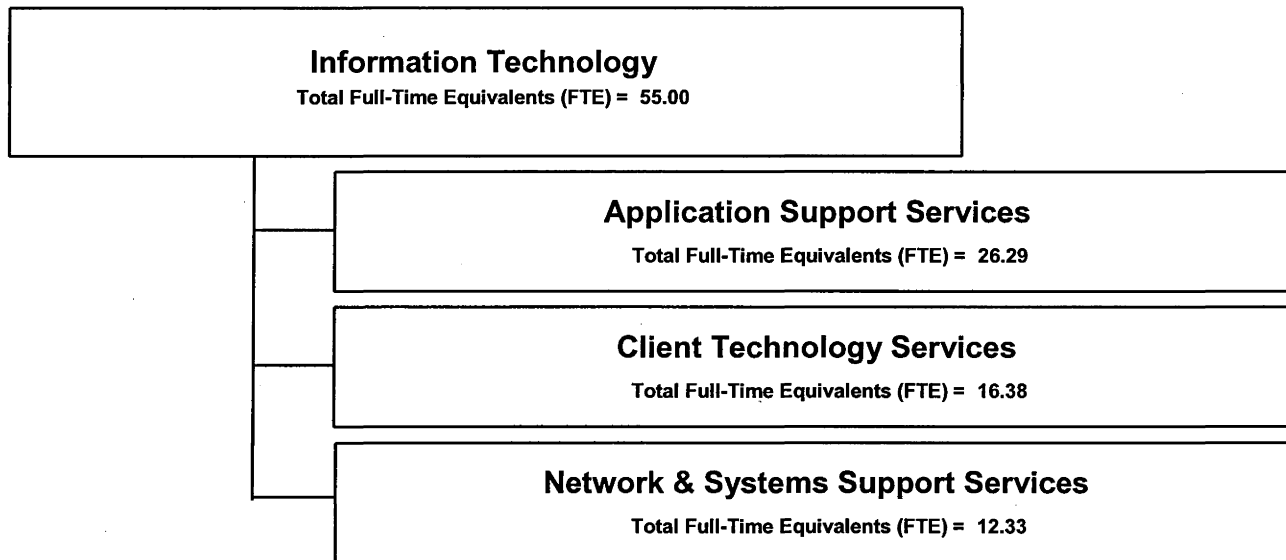 Information Technology
Total Full-Time Equivalents (FTE) = 55.00
Application Support Services
Total Full-Time Equivalents (FTE) = 26.29
Client Technology Services
Total Full-Time Equivalents (FTE) = 16.38
Network & Systems Support Services
Total Full-Time Equivalents (FTE) = 12.33